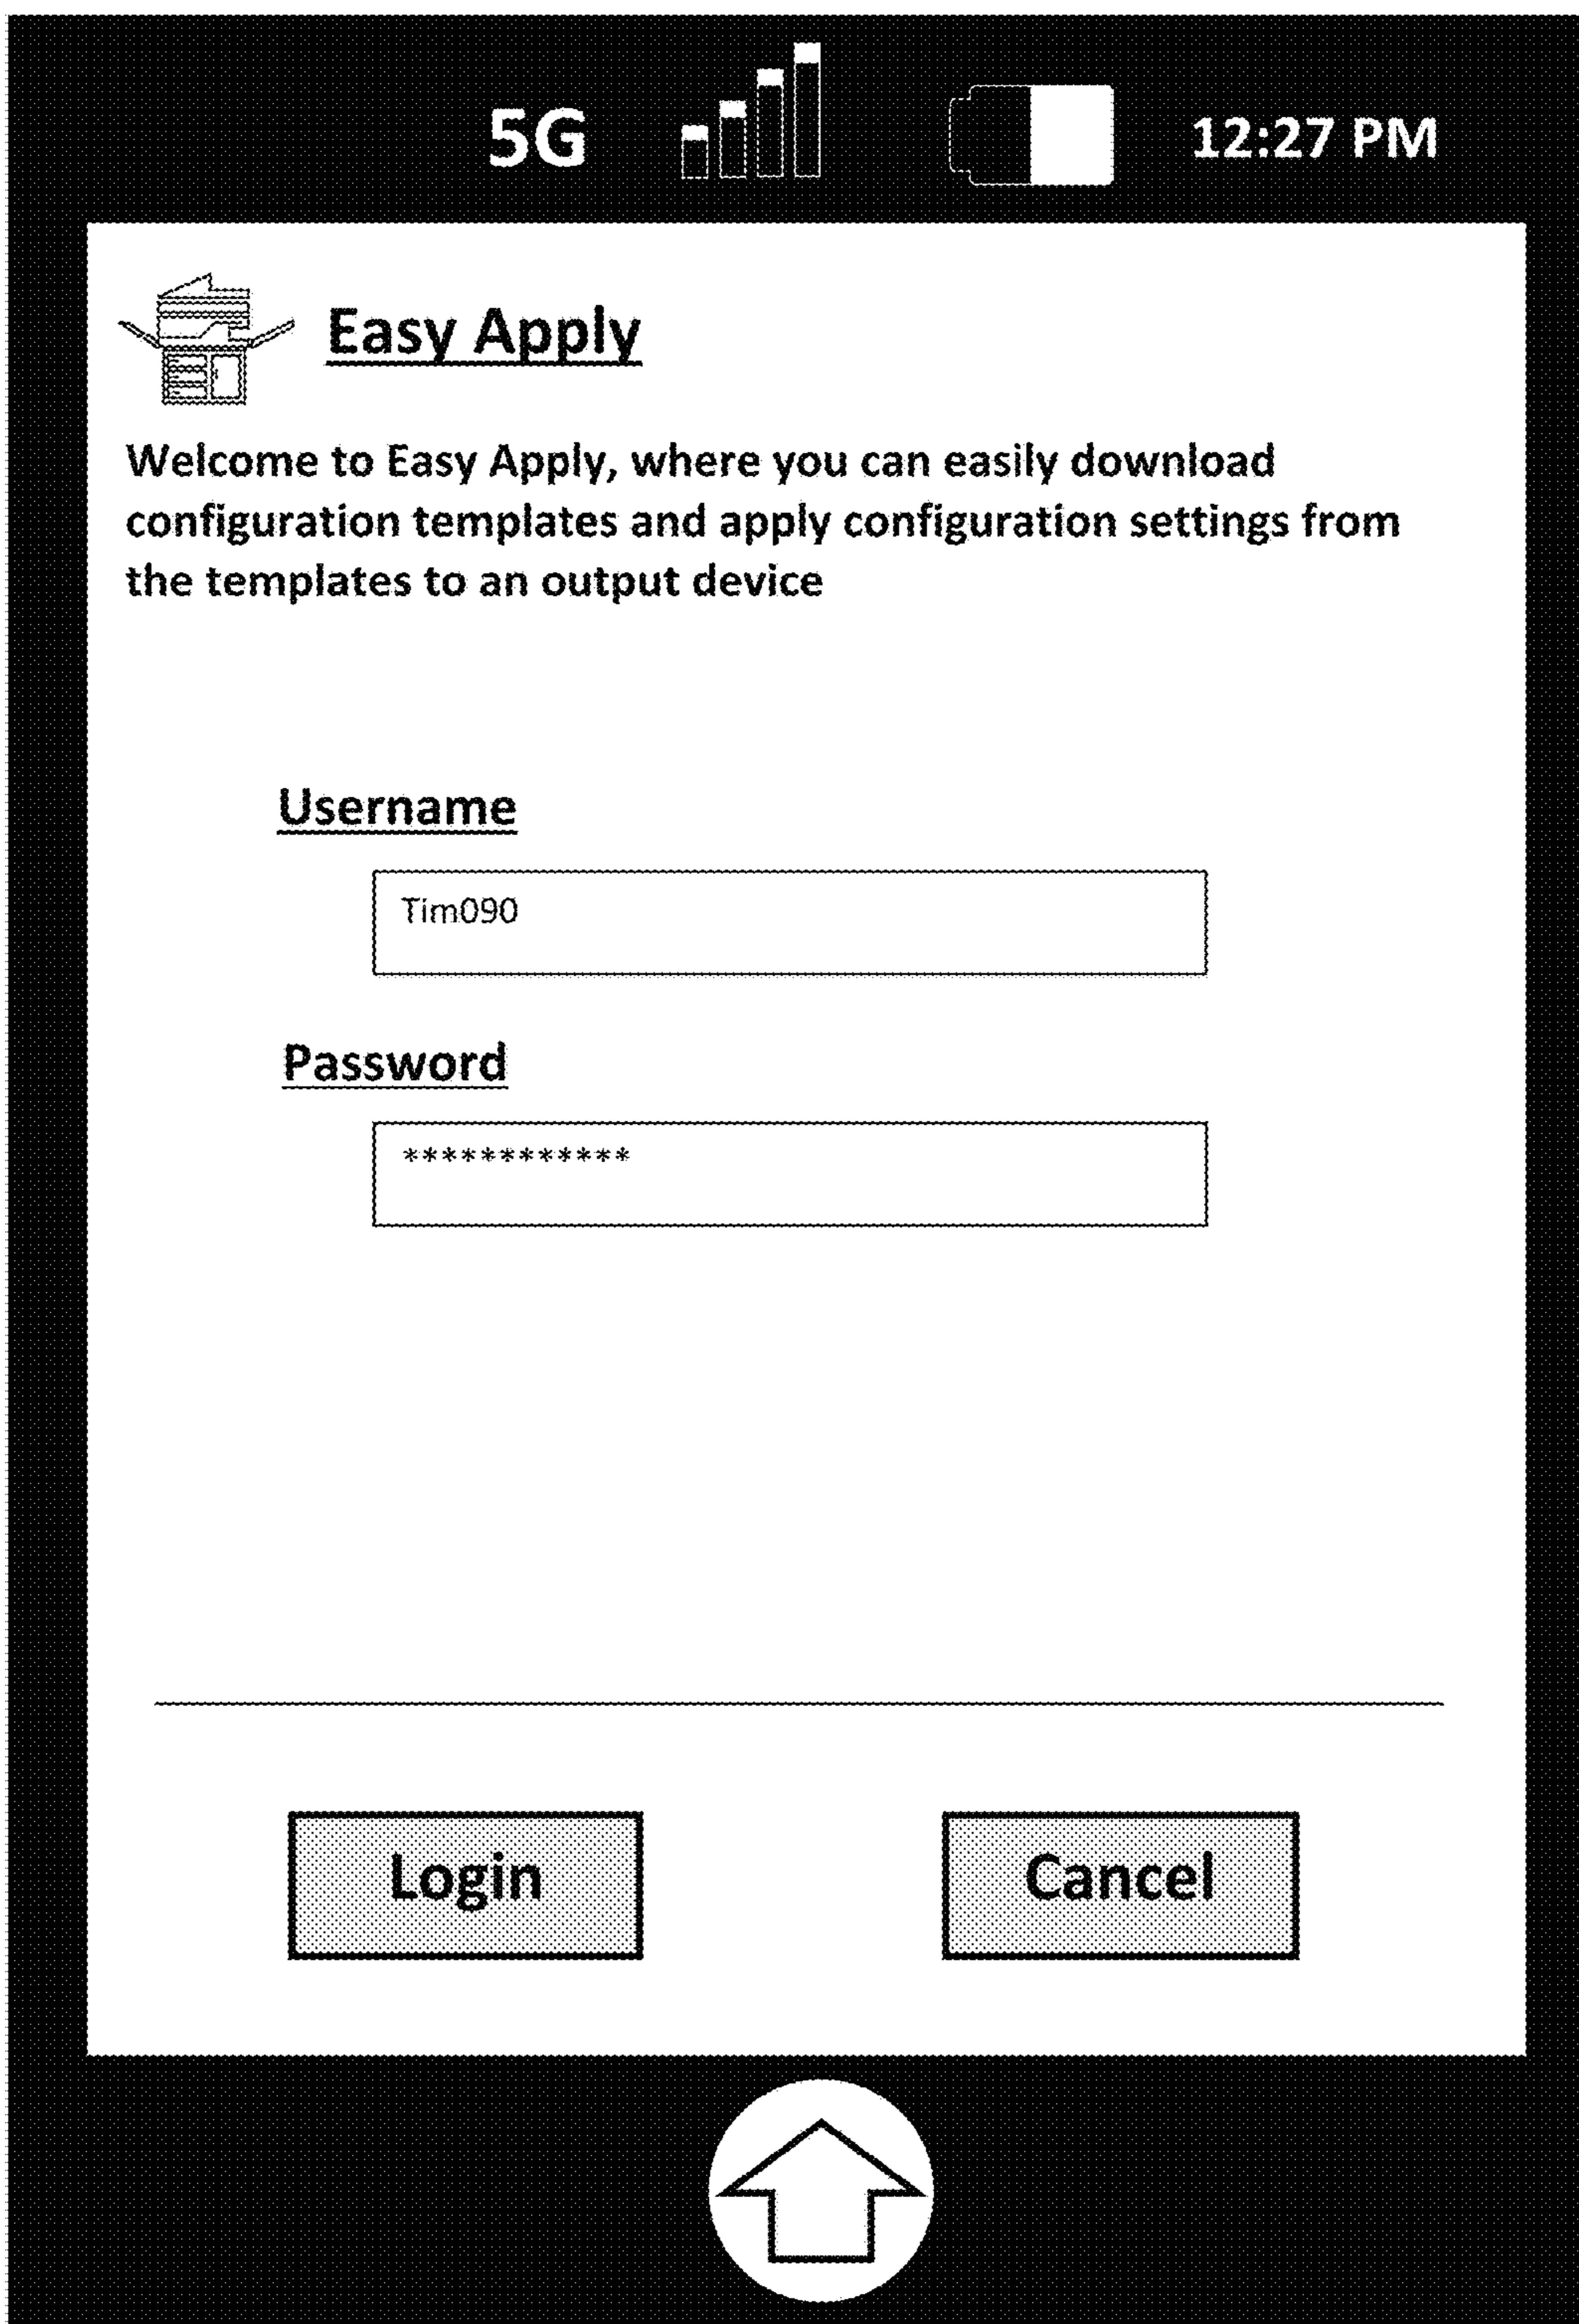 5G 12:27 PM
Easy Apply
Welcome to Easy Apply, where you can easily download
configuration templates and apply configuration settings from
the templates to an output device
Username
Tim090
Password
************
Login Cancel